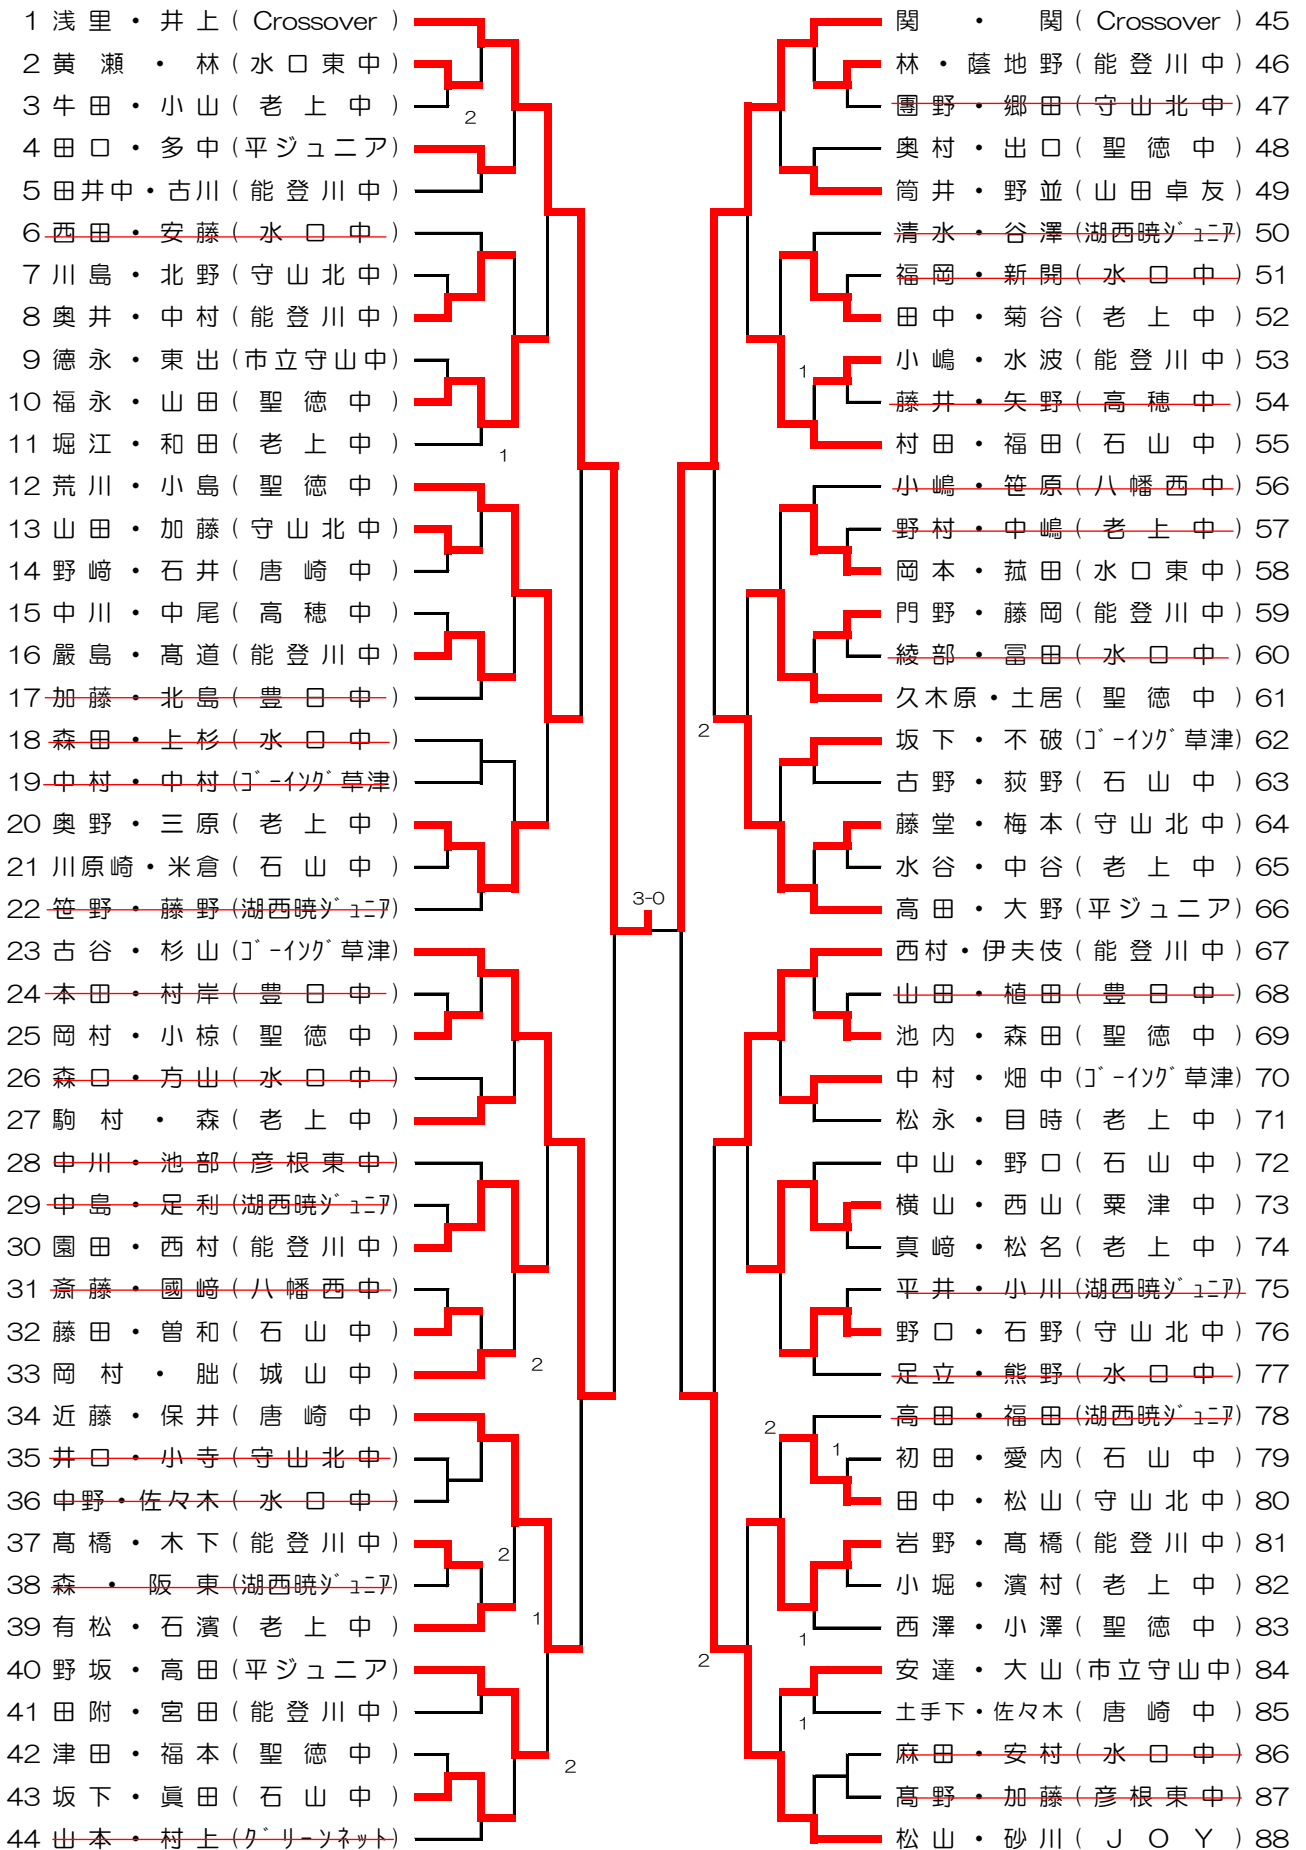 1 浅里・井上 ( Crossover )
2 黄瀬・林 ( 水口東中 )
3 牛田・小山 ( 老上中 )
2
4 田口・多中 (平ジュニア)
5 田井中・古川 ( 能登川中 )
6 西田・安藤 ( 水口中 )
7 川島・北野 ( 守山北中 )
8 奥井・中村 ( 能登川中 )
9 德永・東出 (市立守山中)
10 福永・山田 ( 聖徳中 )
11 堀江・和田 ( 老上中 )
1
12 荒川・小島 ( 聖徳中 )
13 山田・加藤 ( 守山北中 )
14 野﨑・石井 ( 唐崎中 )
15 中川・中尾 ( 高穂中 )
16 嚴島・髙道 ( 能登川中 )
17 加藤・北島 ( 豊日中 )
18 森田・上杉 ( 水口中 )
19 中村・中村 (ｺﾞｰｲﾝｸﾞ草津)
20 奥野・三原 ( 老上中 )
21 川原崎・米倉 ( 石山中 )
22 笹野・藤野 (湖西暁ｼﾞｭﾆｱ)
3-0
23 古谷・杉山 (ｺﾞｰｲﾝｸﾞ草津)
24 本田・村岸 ( 豊日中 )
25 岡村・小椋 ( 聖徳中 )
26 森口・方山 ( 水口中 )
27 駒村・森 ( 老上中 )
28 中川・池部 ( 彦根東中 )
29 中島・足利 (湖西暁ｼﾞｭﾆｱ)
30 園田・西村 ( 能登川中 )
31 斎藤・國﨑 ( 八幡西中 )
32 藤田・曽和 ( 石山中 )
33 岡村・朏 ( 城山中 )
2
34 近藤・保井 ( 唐崎中 )
35 井口・小寺 ( 守山北中 )
36 中野・佐々木 ( 水口中 )
37 髙橋・木下 ( 能登川中 )
2
38 森・阪東 (湖西暁ｼﾞｭﾆｱ)
39 有松・石濱 ( 老上中 )
1
40 野坂・高田 (平ジュニア)
41 田附・宮田 ( 能登川中 )
42 津田・福本 ( 聖徳中 )
2
43 坂下・眞田 ( 石山中 )
44 山本・村上 (ｸﾞﾘｰﾝﾈｯﾄ)
関・関 ( Crossover ) 45
林・蔭地野 ( 能登川中 ) 46
團野・郷田 ( 守山北中 ) 47
奥村・出口 ( 聖徳中 ) 48
筒井・野並 (山田卓友) 49
清水・谷澤 (湖西暁ｼﾞｭﾆｱ) 50
福岡・新開 ( 水口中 ) 51
田中・菊谷 ( 老上中 ) 52
小嶋・水波 ( 能登川中 ) 53
1
藤井・矢野 ( 高穂中 ) 54
村田・福田 ( 石山中 ) 55
小嶋・笹原 ( 八幡西中 ) 56
野村・中嶋 ( 老上中 ) 57
岡本・菰田 ( 水口東中 ) 58
門野・藤岡 ( 能登川中 ) 59
綾部・冨田 ( 水口中 ) 60
久木原・土居 ( 聖徳中 ) 61
2
坂下・不破 (ｺﾞｰｲﾝｸﾞ草津) 62
古野・荻野 ( 石山中 ) 63
藤堂・梅本 ( 守山北中 ) 64
水谷・中谷 ( 老上中 ) 65
高田・大野 (平ジュニア) 66
西村・伊夫伎 ( 能登川中 ) 67
山田・植田 ( 豊日中 ) 68
池内・森田 ( 聖徳中 ) 69
中村・畑中 (ｺﾞｰｲﾝｸﾞ草津) 70
松永・目時 ( 老上中 ) 71
中山・野口 ( 石山中 ) 72
横山・西山 ( 粟津中 ) 73
真﨑・松名 ( 老上中 ) 74
平井・小川 (湖西暁ｼﾞｭﾆｱ) 75
野口・石野 ( 守山北中 ) 76
足立・熊野 ( 水口中 ) 77
高田・福田 (湖西暁ｼﾞｭﾆｱ) 78
2
1
初田・愛内 ( 石山中 ) 79
田中・松山 ( 守山北中 ) 80
岩野・髙橋 ( 能登川中 ) 81
小堀・濱村 ( 老上中 ) 82
西澤・小澤 ( 聖徳中 ) 83
1
2
安達・大山 (市立守山中) 84
土手下・佐々木 ( 唐崎中 ) 85
1
麻田・安村 ( 水口中 ) 86
髙野・加藤 ( 彦根東中 ) 87
松山・砂川 ( ＪＯＹ ) 88